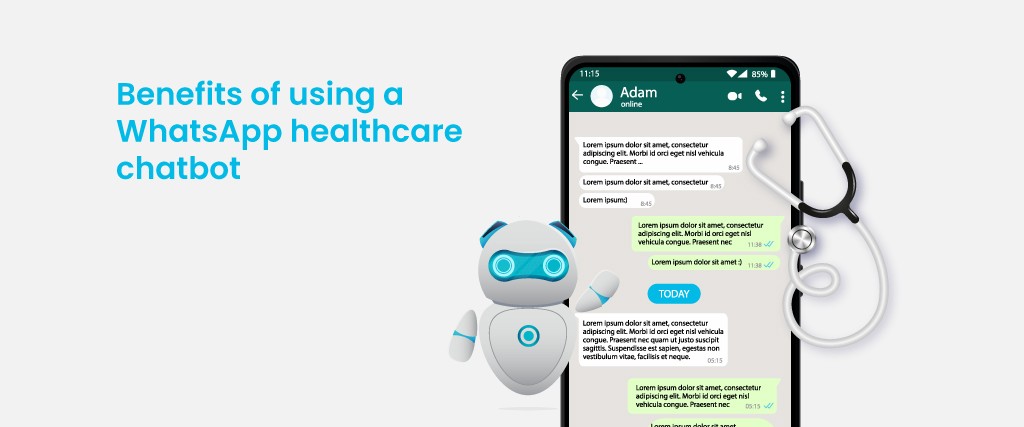 Benefits of using a
WhatsApp healthcare
chatbot
11:15
85%
Adam
online
Lorem ipsum dolor sit amet, consectetur
adipiscing elit. Morbi id orci eget nisl vehicula
congue. Praesent ...
8:45
Lorem ipsum dolor sit amet, consectetur
8:45
Lorem ipsum:)
8:45
Lorem ipsum dolor sit amet, consectetur
adipiscing elit. Morbi id orci eget nisl
vehicula congue. Praesent nec
11:38
Lorem ipsum dolor sit amet :)
11:38
TODAY
Lorem ipsum dolor sit amet, consectetur
adipiscing elit. Morbi id orci eget nisl vehicula
congue. Praesent nec quam ut justo suscipit
sagittis. Suspendisse est sapien, egestas non
vestibulum vitae, facilisis et neque.
05:15
Lorem ipsum dolor sit amet, consectetur
adipiscing elit. Morbi id orci eget nisl
vehicula congue. Praesent nec
05:15
Lorem ipsum dolor sit amet,